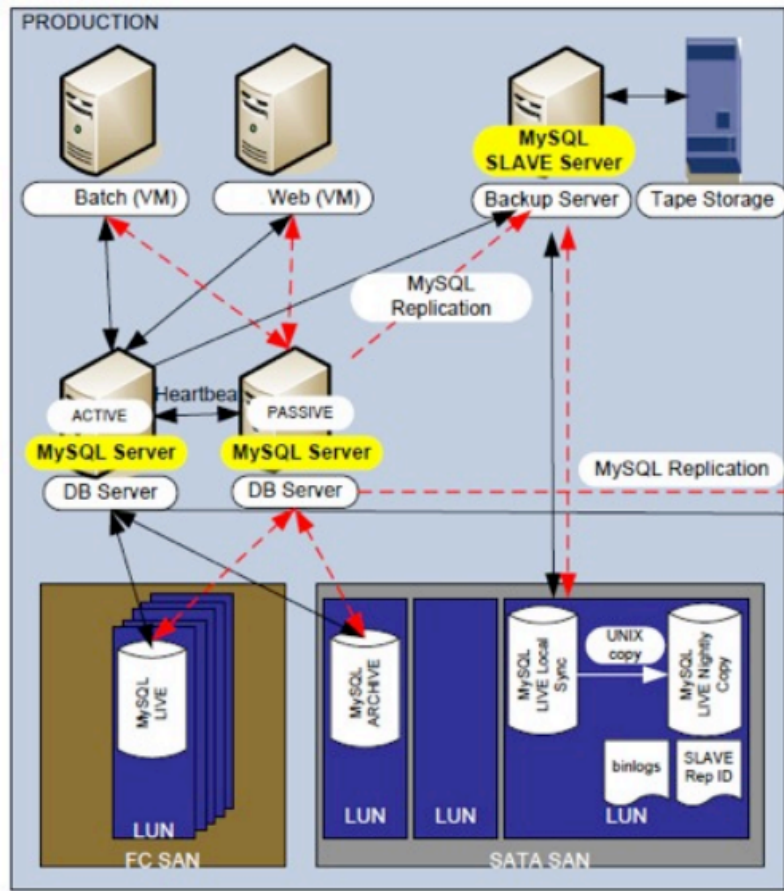 PRODUCTION
MySQL
SLAVE Server
Batch (VM)
Web (VM)
Backup Server
Tape Storage
MySQL
Replication
Heartbeat
ACTIVE
PASSIVE
MySQL Server
MySQL Server
MySQL Replication
DB Server
DB Server
MySQL
LIVE
MySQL
ARCHIVE
MySQL
LIVE Local
Sync
UNIX
copy
MySQL
LIVE Nightly
Copy
binlogs
SLAVE
Rep ID
LUN
LUN
LUN
LUN
FC SAN
SATA SAN